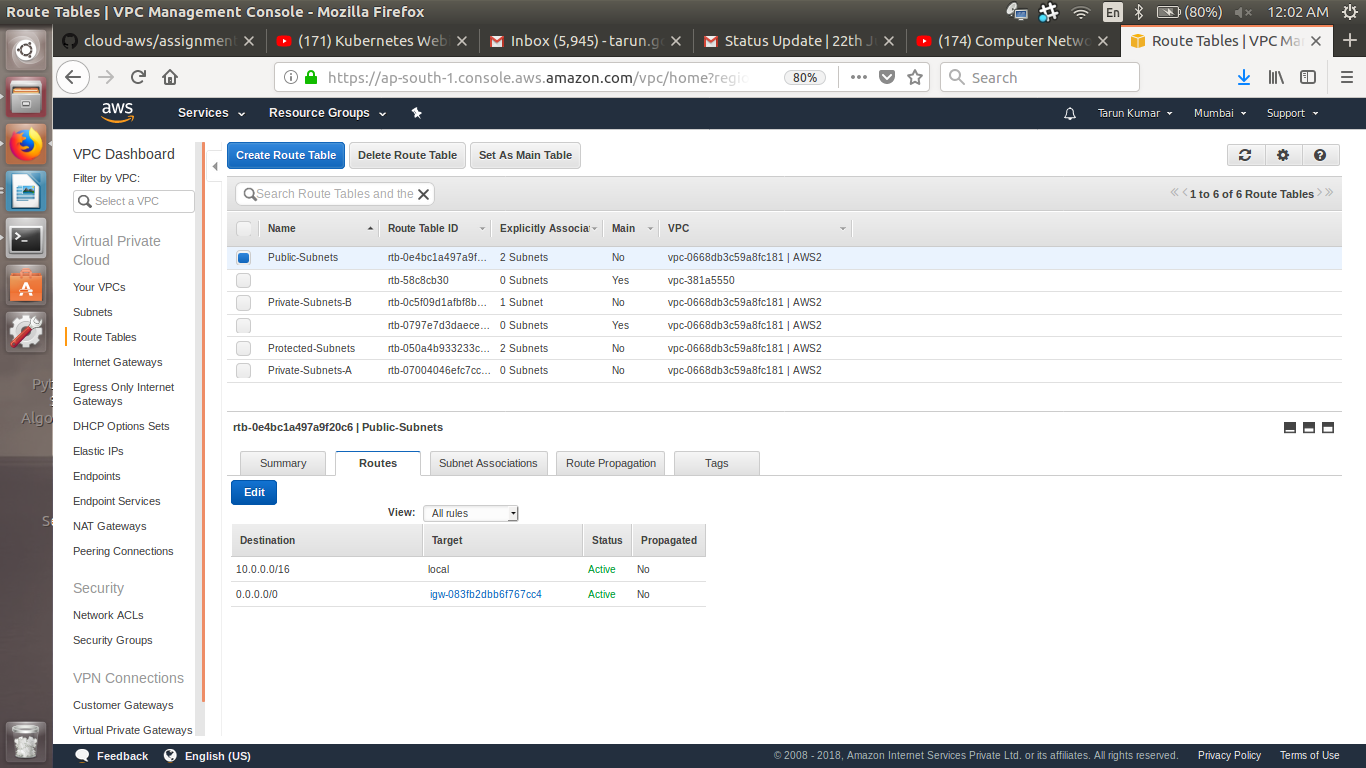 Route Tables | VPC Management Console - Mozilla Firefox
En (80%) 12:02 AM
cloud-aws/assignment
(171) Kubernetes Web
Inbox (5,945) - tarun.g
Status Update | 22th J
(174) Computer Netwo
Route Tables | VPC Ma
https://ap-south-1.console.aws.amazon.com/vpc/home?regi
80%
Search
aws
Services
Resource Groups
Tarun Kumar
Mumbai
Support
VPC Dashboard
Filter by VPC:
Select a VPC
Virtual Private
Cloud
Your VPCs
Subnets
Route Tables
Internet Gateways
Egress Only Internet
Gateways
DHCP Options Sets
Elastic IPs
Endpoints
Endpoint Services
NAT Gateways
Peering Connections
Security
Network ACLs
Security Groups
VPN Connections
Customer Gateways
Virtual Private Gateways
Create Route Table
Delete Route Table
Set As Main Table
Search Route Tables and the
1 to 6 of 6 Route Tables
Name Route Table ID Explicitly Associa Main VPC
Public-Subnets rtb-0e4bc1a497a9f... 2 Subnets No vpc-0668db3c59a8fc181 | AWS2
rtb-58c8cb30 0 Subnets Yes vpc-381a5550
Private-Subnets-B rtb-0c5f09d1afbf8b... 1 Subnet No vpc-0668db3c59a8fc181 | AWS2
rtb-0797e7d3daece... 0 Subnets Yes vpc-0668db3c59a8fc181 | AWS2
Protected-Subnets rtb-050a4b933233c... 2 Subnets No vpc-0668db3c59a8fc181 | AWS2
Private-Subnets-A rtb-07004046efc7cc... 0 Subnets No vpc-0668db3c59a8fc181 | AWS2
rtb-0e4bc1a497a9f20c6 | Public-Subnets
Summary
Routes
Subnet Associations
Route Propagation
Tags
Edit
View: All rules
Destination Target Status Propagated
10.0.0.0/16 local Active No
0.0.0.0/0 igw-083fb2dbb6f767cc4 Active No
Pyt
Algo
Se
Feedback
English (US)
© 2008 - 2018, Amazon Internet Services Private Ltd. or its affiliates. All rights reserved.
Privacy Policy
Terms of Use